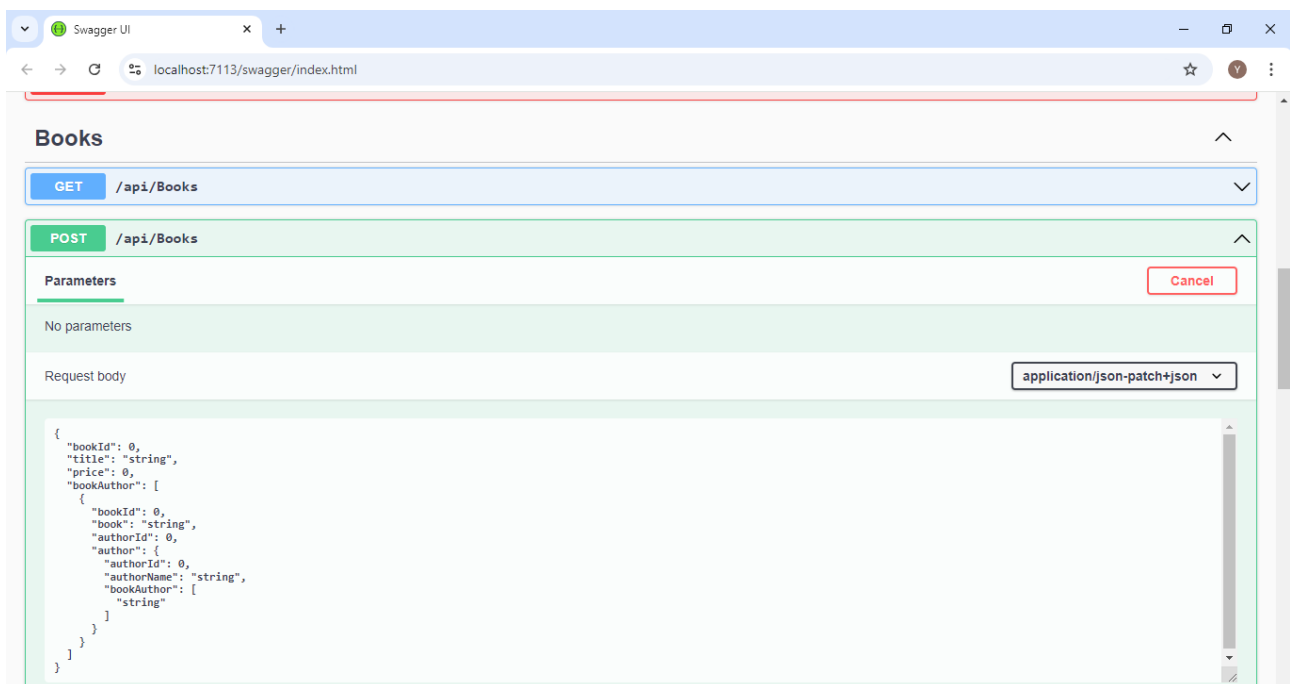 Swagger UI
localhost:7113/swagger/index.html
Y
Books
GET /api/Books
POST /api/Books
Parameters
Cancel
No parameters
Request body
application/json-patch+json
{
  "bookId": 0,
  "title": "string",
  "price": 0,
  "bookAuthor": [
    {
      "bookId": 0,
      "book": "string",
      "authorId": 0,
      "author": {
        "authorId": 0,
        "authorName": "string",
        "bookAuthor": [
          "string"
        ]
      }
    }
  ]
}